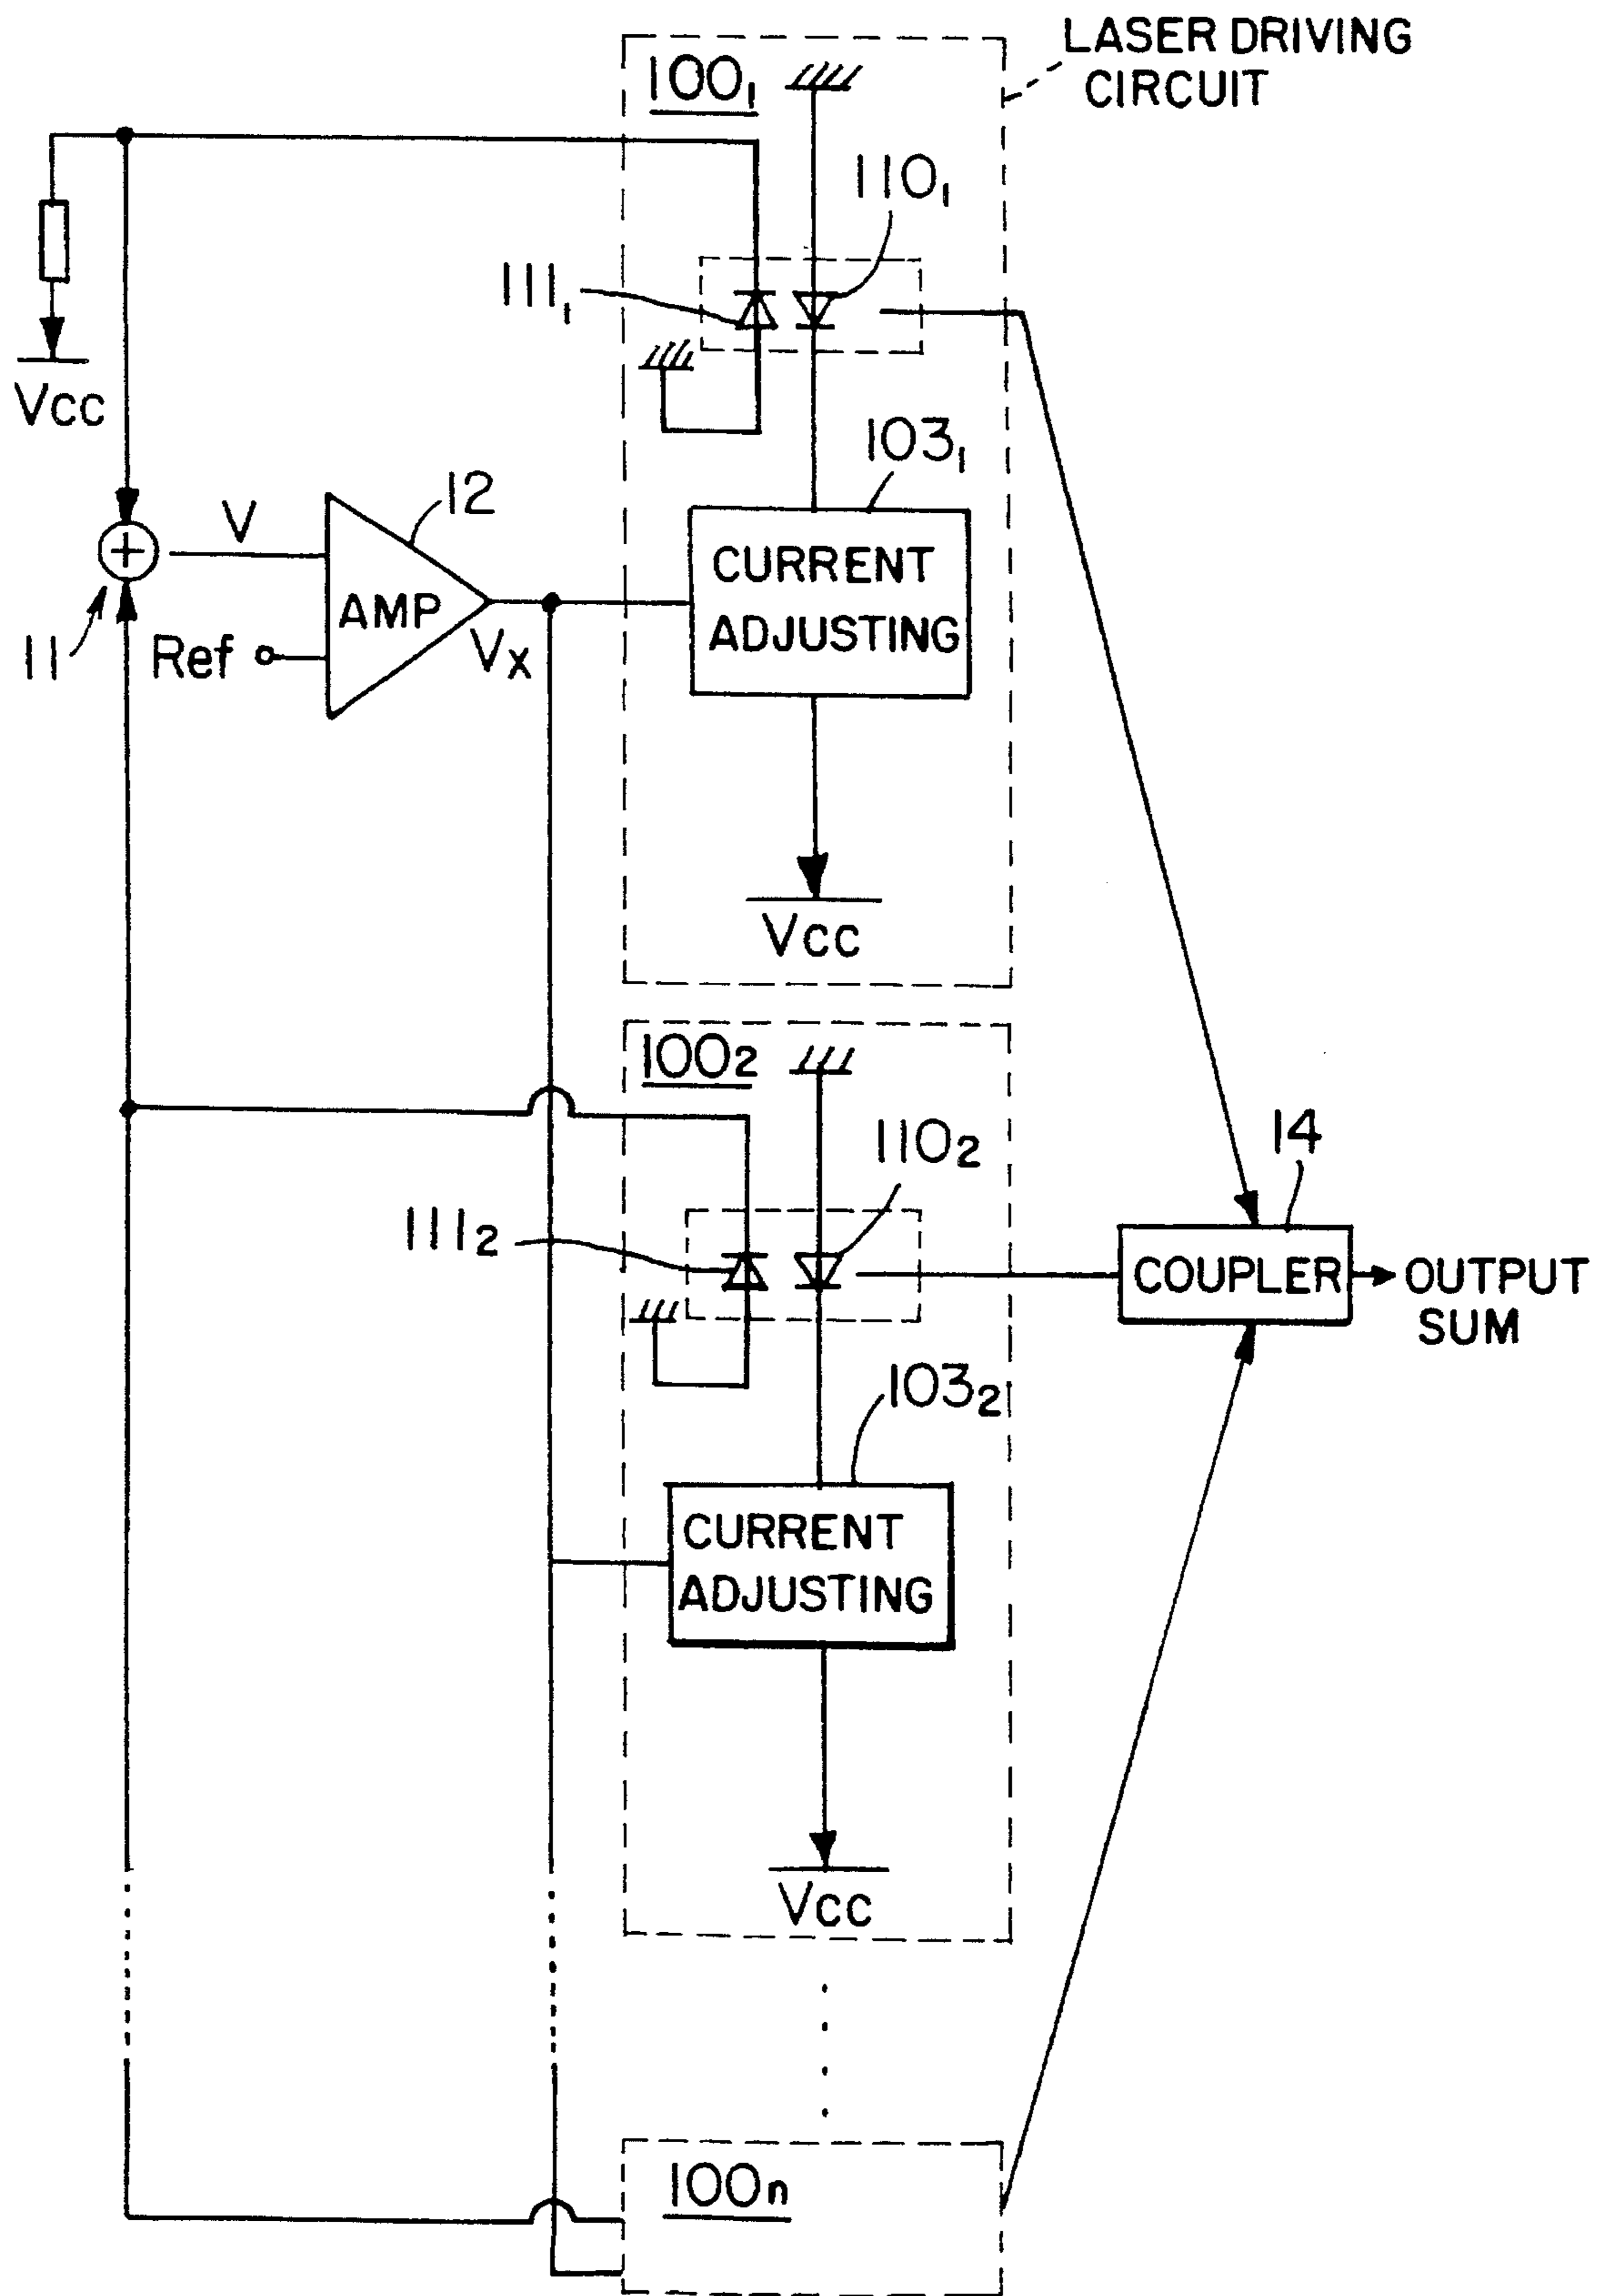 LASER DRIVING
CIRCUIT
100₁
110₁
111₁
Vcc
103₁
12
V
CURRENT
ADJUSTING
AMP
11
Ref
Vx
Vcc
100₂
110₂
14
111₂
COUPLER
OUTPUT
SUM
103₂
CURRENT
ADJUSTING
Vcc
100n